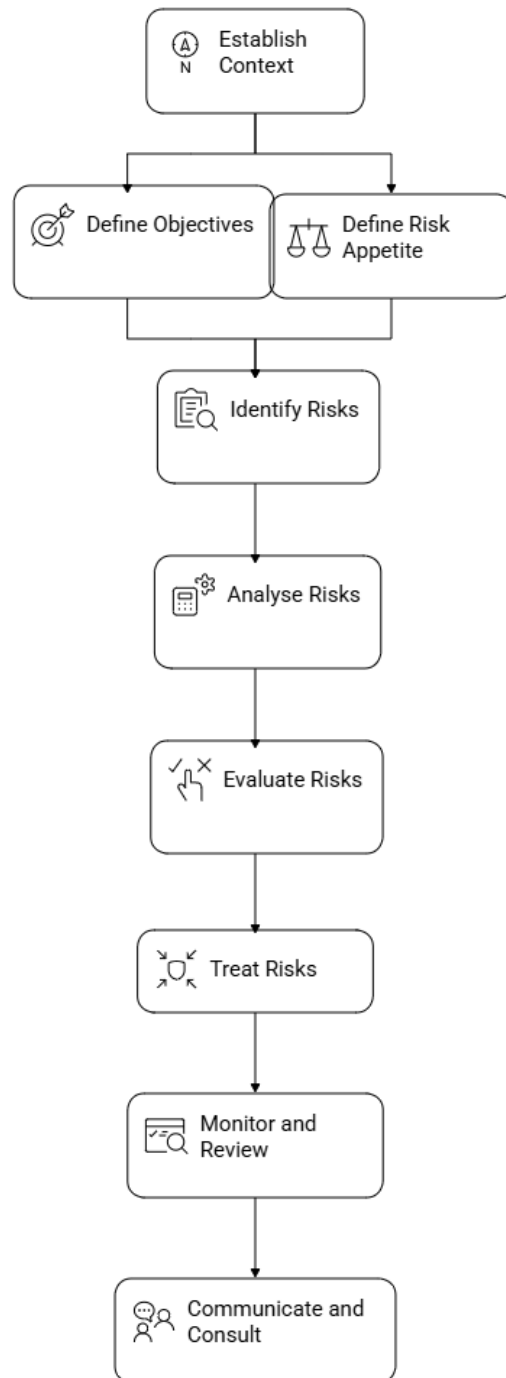 Establish
Context
N
Define Objectives
Define Risk
Appetite
Identify Risks
Analyse Risks
Evaluate Risks
Treat Risks
Monitor and
Review
Communicate and
Consult